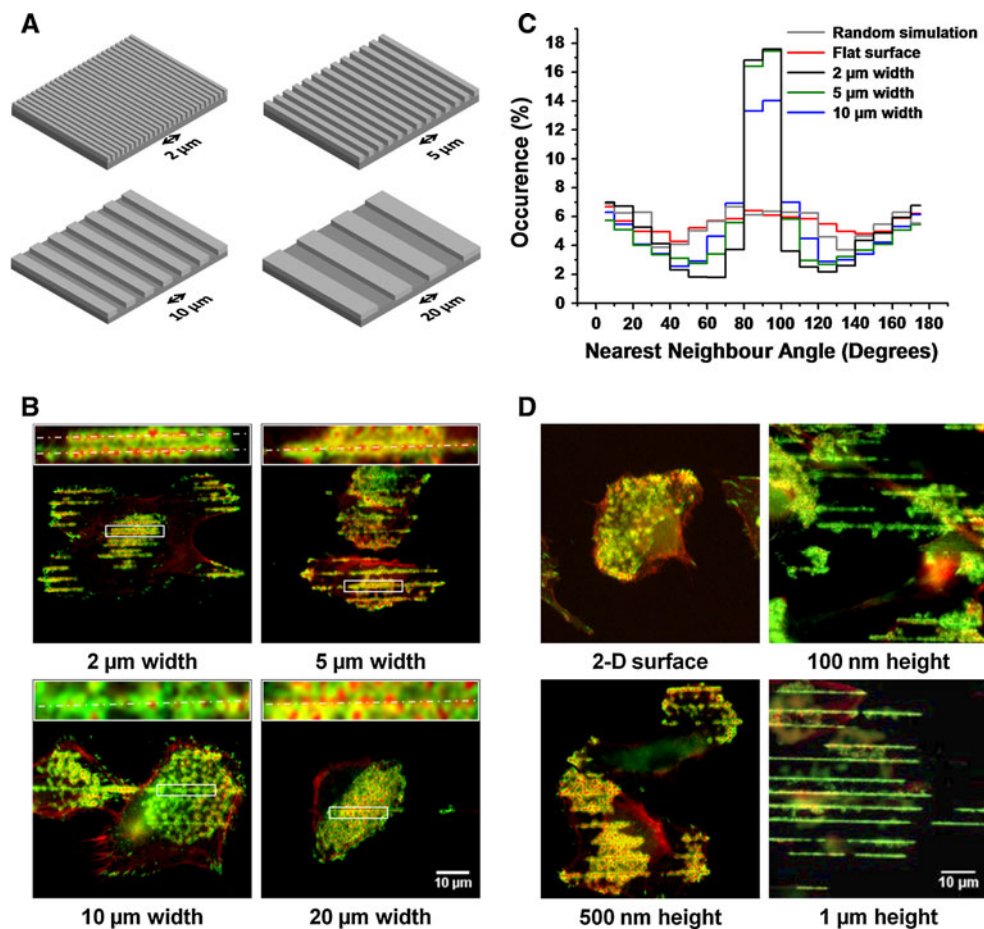 A
2 µm
5 µm
10 µm
20 µm
C
Occurence (%)
18
16
14
12
10
8
6
4
2
0
0 20 40 60 80 100 120 140 160 180
Nearest Neighbour Angle (Degrees)
Random simulation
Flat surface
2 µm width
5 µm width
10 µm width
B
2 µm width
5 µm width
10 µm width
20 µm width
10 µm
D
2-D surface
100 nm height
500 nm height
1 µm height
10 µm